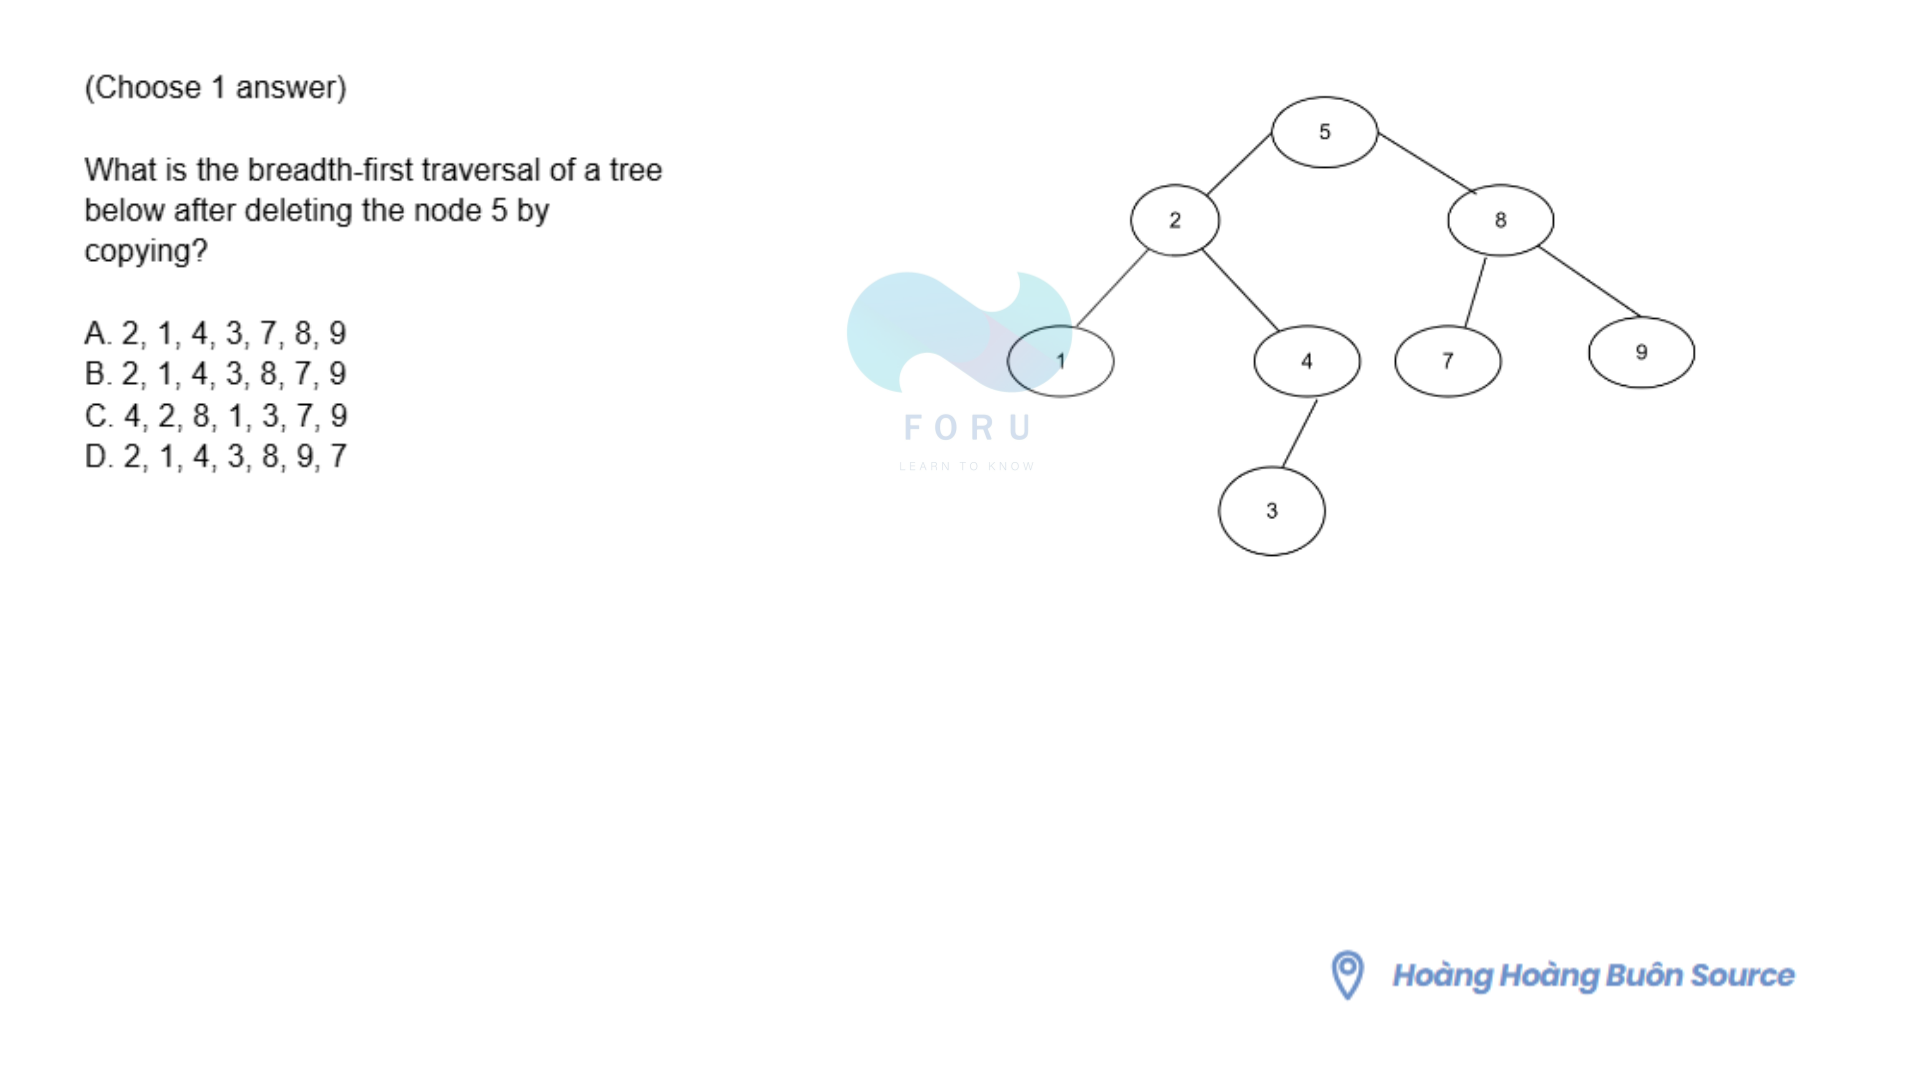 (Choose 1 answer)
What is the breadth-first traversal of a tree
below after deleting the node 5 by
copying?
A. 2, 1, 4, 3, 7, 8, 9
B. 2, 1, 4, 3, 8, 7, 9
C. 4, 2, 8, 1, 3, 7, 9
D. 2, 1, 4, 3, 8, 9, 7
5
2
8
1
4
7
9
3
FORU
LEARN TO KNOW
Hoàng Hoàng Buôn Source